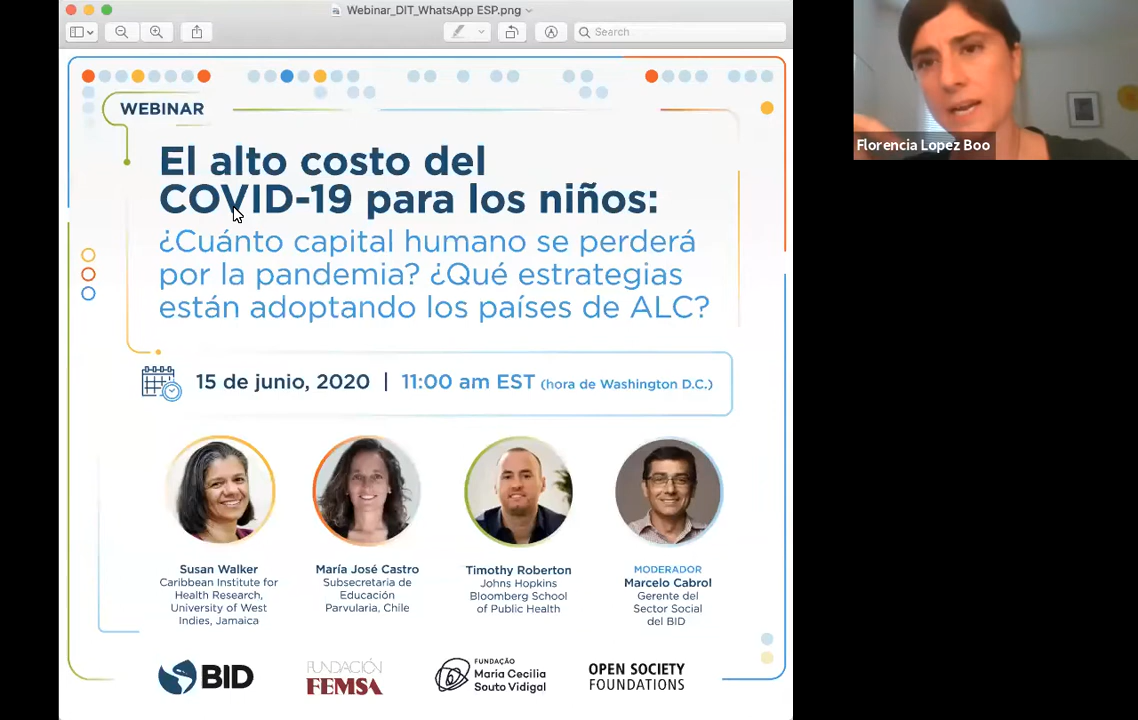 Webinar_DIT_WhatsApp ESP.png
Search
Florencia Lopez Boo
WEBINAR
El alto costo del
COVID-19 para los niños:
¿Cuánto capital humano se perderá
por la pandemia? ¿Qué estrategias
están adoptando los países de ALC?
15 de junio, 2020 | 11:00 am EST (hora de Washington D.C.)
Susan Walker
Caribbean Institute for
Health Research,
University of West
Indies, Jamaica
María José Castro
Subsecretaria de
Educación
Parvularia, Chile
Timothy Roberton
Johns Hopkins
Bloomberg School
of Public Health
MODERADOR
Marcelo Cabrol
Gerente del
Sector Social
del BID
BID
FUNDACIÓN
FEMSA
FUNDAÇÃO
Maria Cecilia
Souto Vidigal
OPEN SOCIETY
FOUNDATIONS